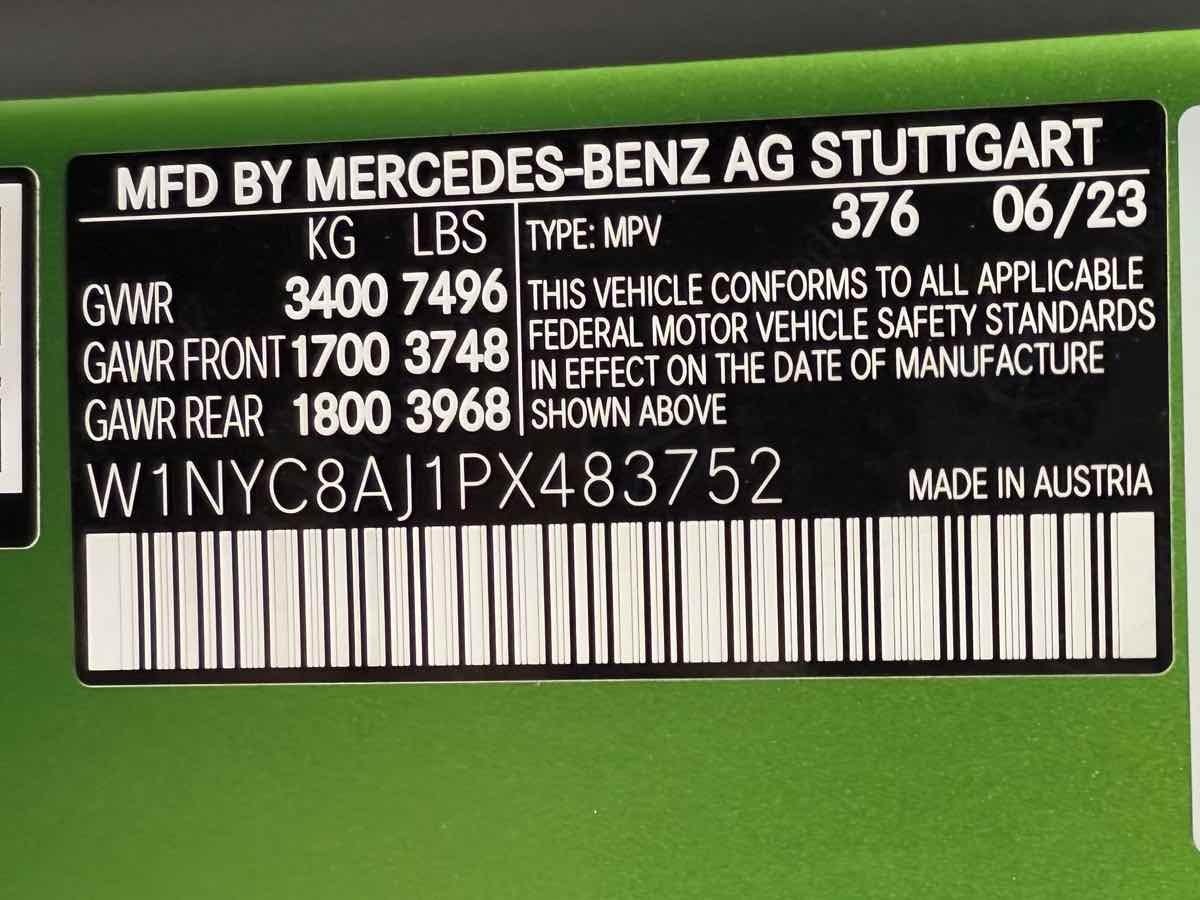 MFD BY MERCEDES-BENZ AG STUTTGART
KG LBS
GVWR 3400 7496
GAWR FRONT 1700 3748
GAWR REAR 1800 3968
TYPE: MPV 376 06/23
THIS VEHICLE CONFORMS TO ALL APPLICABLE
FEDERAL MOTOR VEHICLE SAFETY STANDARDS
IN EFFECT ON THE DATE OF MANUFACTURE
SHOWN ABOVE
W1NYC8AJ1PX483752
MADE IN AUSTRIA